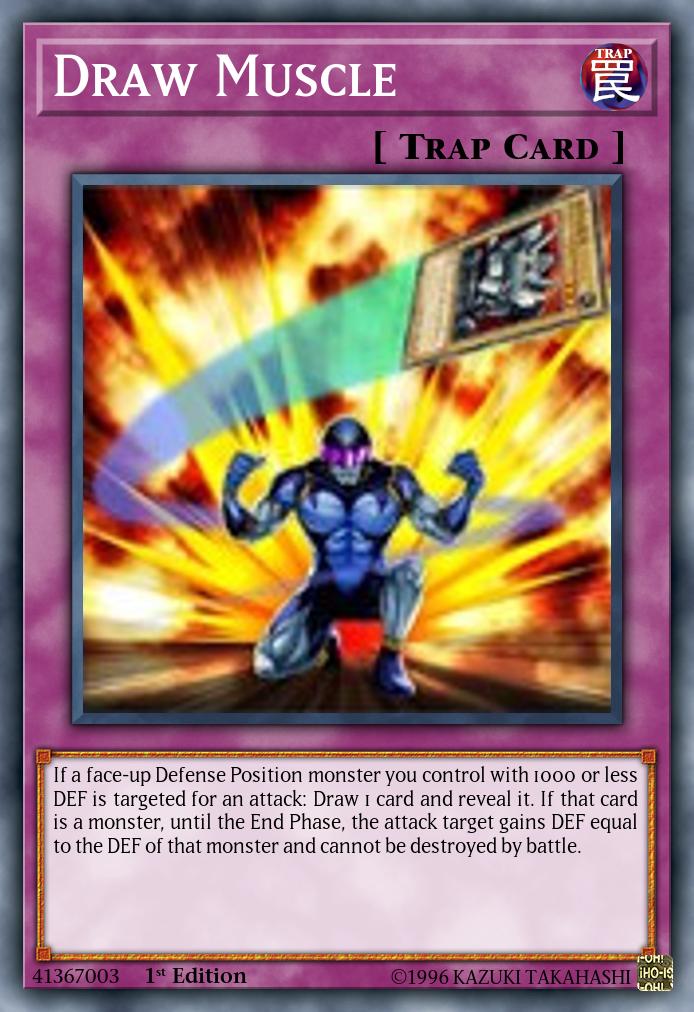 Draw Muscle
TRAP
罠
[ Trap Card ]
If a face-up Defense Position monster you control with 1000 or less
DEF is targeted for an attack: Draw 1 card and reveal it. If that card
is a monster, until the End Phase, the attack target gains DEF equal
to the DEF of that monster and cannot be destroyed by battle.
41367003 1st Edition ©1996 KAZUKI TAKAHASHI